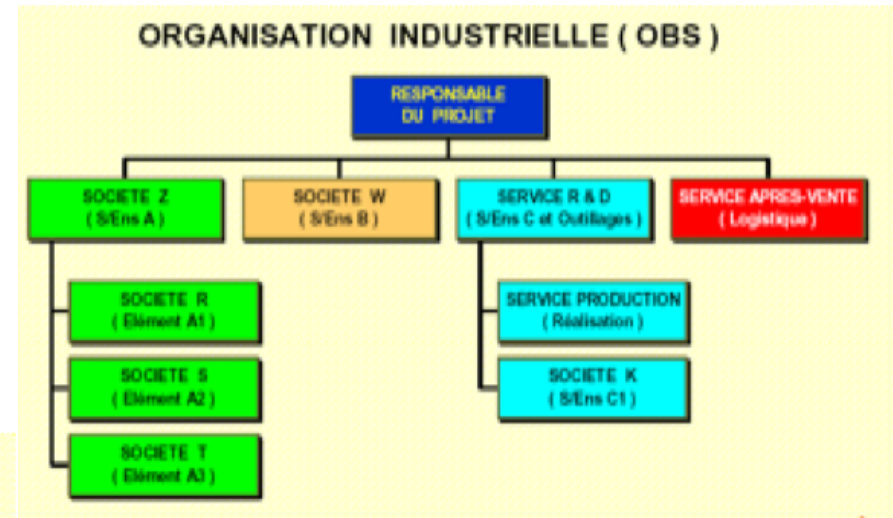 ORGANISATION INDUSTRIELLE ( OBS )
RESPONSABLE
DU PROJET
SOCIETE Z
( S/Ens A )
SOCIETE W
( S/Ens B )
SERVICE R & D
( S/Ens C et Outillages )
SERVICE APRES-VENTE
( Logistique )
SOCIETE R
( Elément A1 )
SOCIETE S
( Elément A2 )
SOCIETE T
( Elément A3 )
SERVICE PRODUCTION
( Réalisation )
SOCIETE K
( S/Ens C1 )